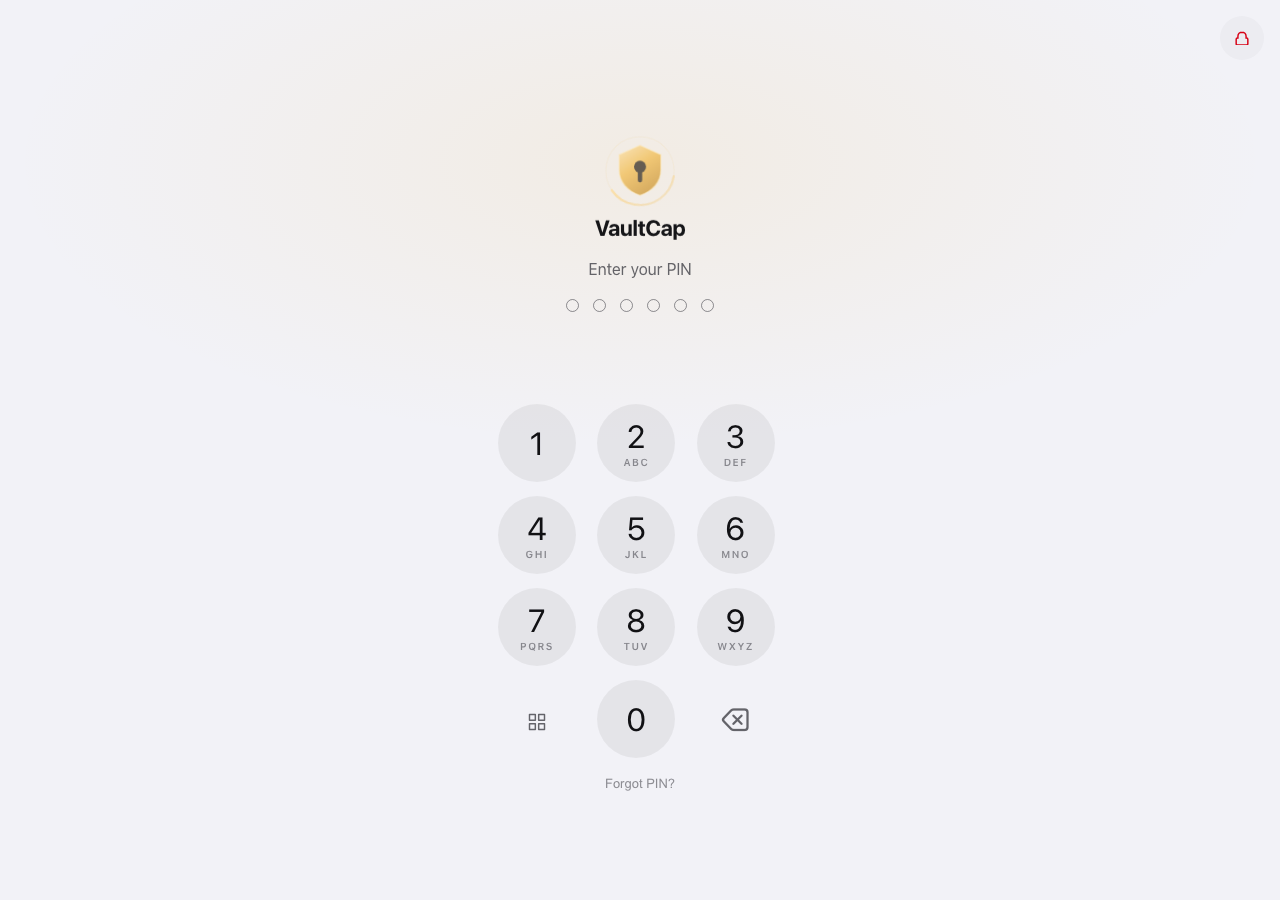 VaultCap
Enter your PIN
1
2
ABC
3
DEF
4
GHI
5
JKL
6
MNO
7
PQRS
8
TUV
9
WXYZ
0
Forgot PIN?